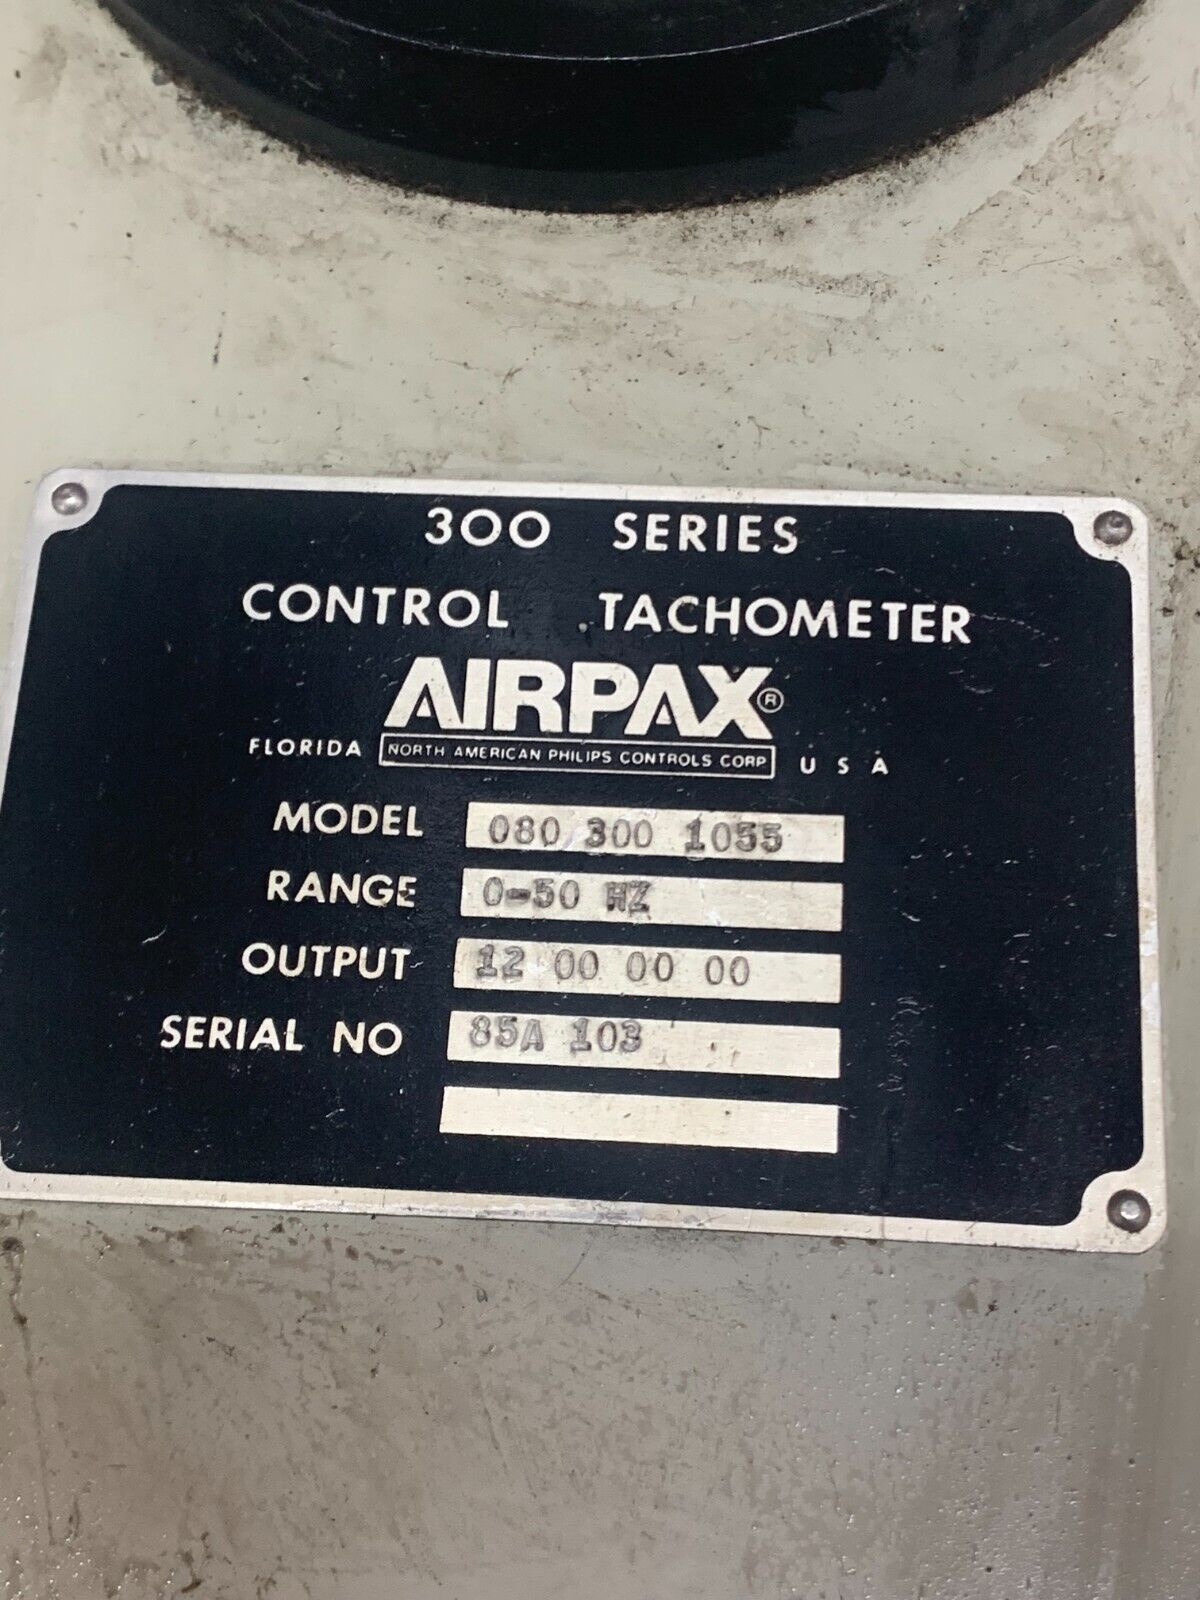 300 SERIES
CONTROL TACHOMETER
AIRPAX®
FLORIDA NORTH AMERICAN PHILIPS CONTROLS CORP U S A
MODEL 080 300 1055
RANGE 0-50 HZ
OUTPUT 12 00 00 00
SERIAL NO 85A 103